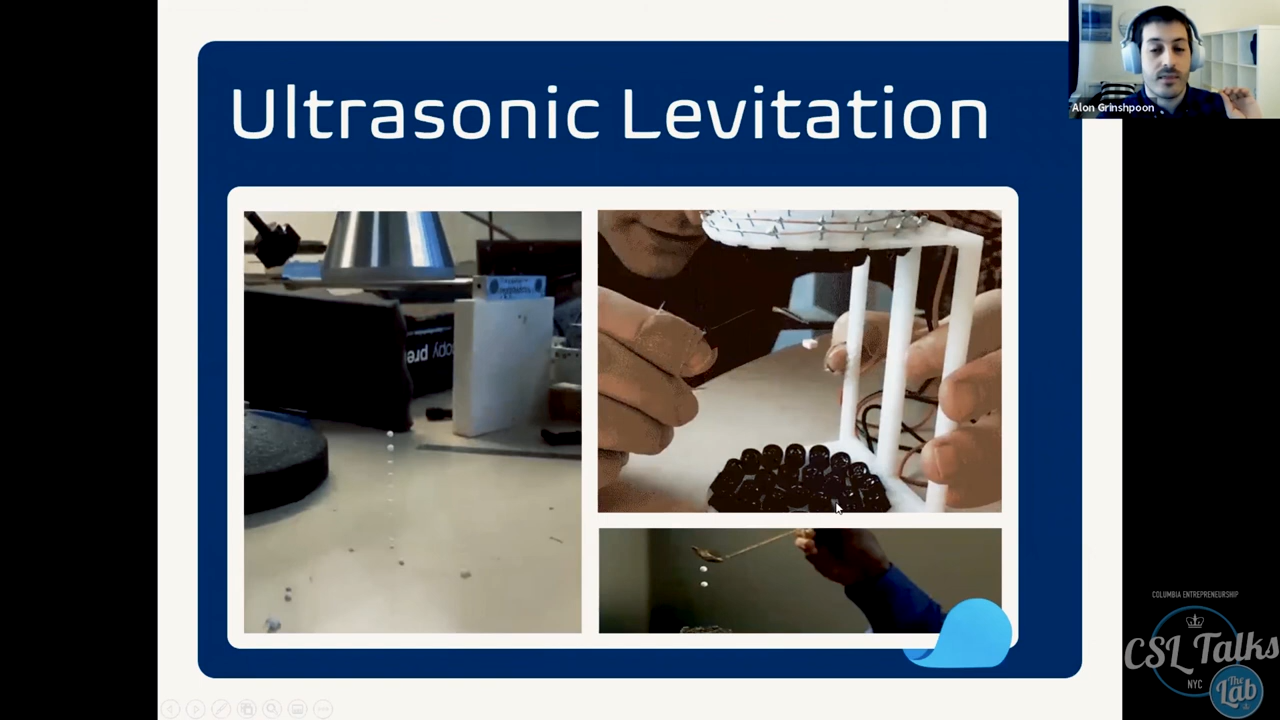 Ultrasonic Levitation
Alon Grinshpoon
COLUMBIA ENTREPRENEURSHIP
CSL Talks
NYC
The
Lab